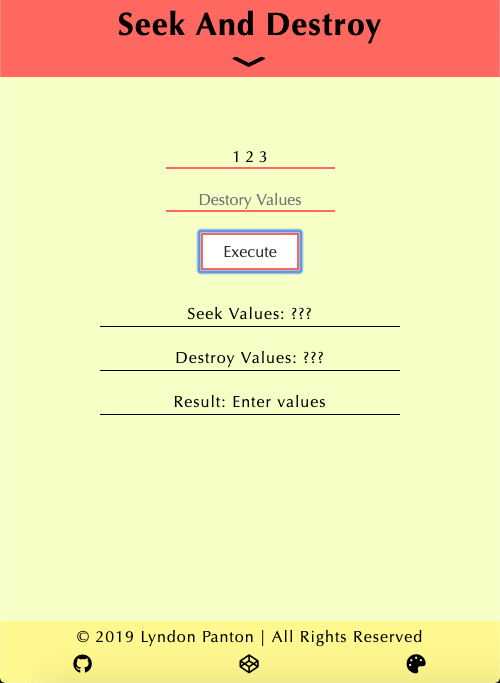 Seek And Destroy
1 2 3
Destory Values
Execute
Seek Values: ???
Destroy Values: ???
Result: Enter values
© 2019 Lyndon Panton | All Rights Reserved